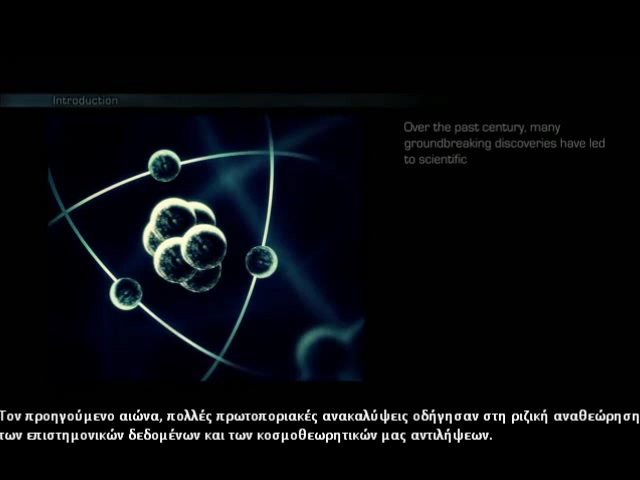 Introduction
Over the past century, many
groundbreaking discoveries have led
to scientific
Τον προηγούμενο αιώνα, πολλές πρωτοποριακές ανακαλύψεις οδήγησαν στη ριζική αναθεώρηση
των επιστημονικών δεδομένων και των κοσμοθεωρητικών μας αντιλήψεων.